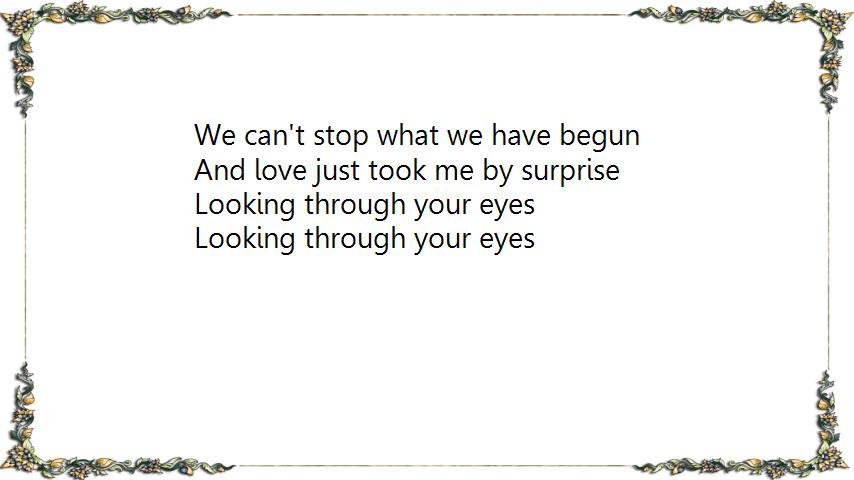 We can't stop what we have begun
And love just took me by surprise
Looking through your eyes
Looking through your eyes